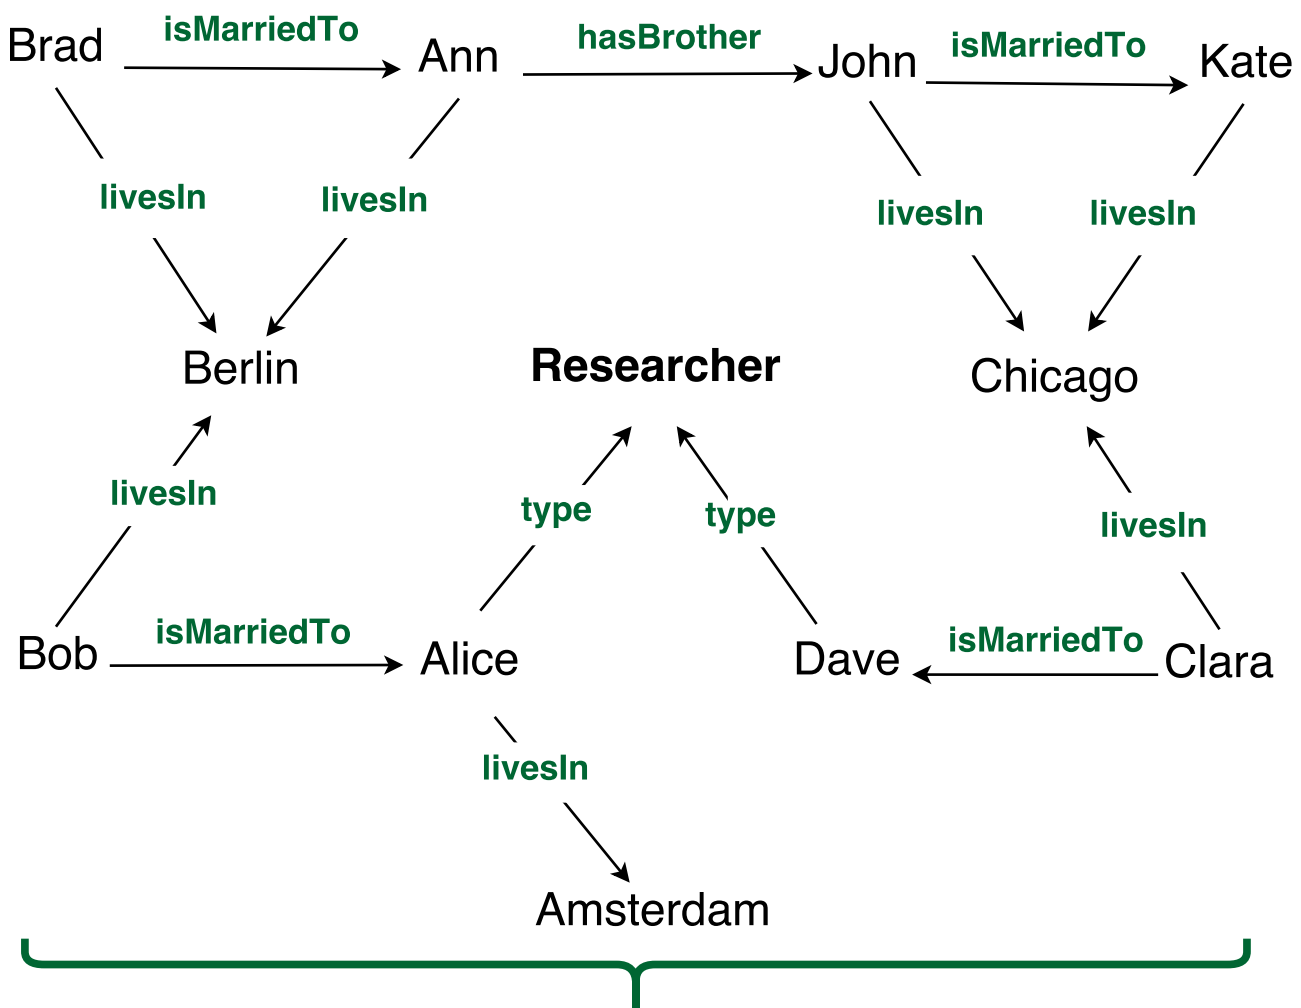 Brad
isMarriedTo
Ann
hasBrother
John
isMarriedTo
Kate
livesIn
livesIn
livesIn
livesIn
Berlin
Researcher
Chicago
livesIn
type
type
livesIn
Bob
isMarriedTo
Alice
Dave
isMarriedTo
Clara
livesIn
Amsterdam